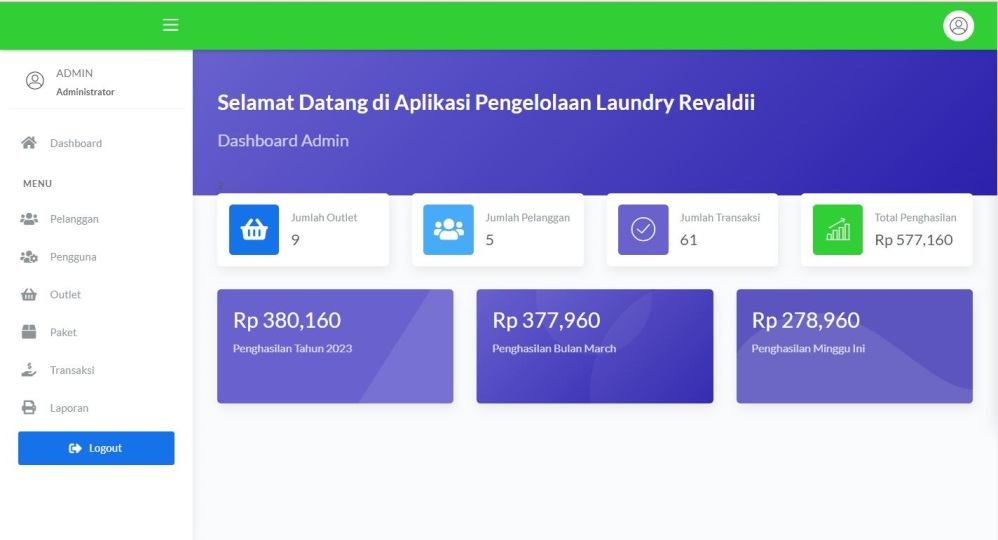 ADMIN
Administrator
Dashboard
MENU
Pelanggan
Pengguna
Outlet
Paket
Transaksi
Laporan
Logout
Selamat Datang di Aplikasi Pengelolaan Laundry Revaldii
Dashboard Admin
Jumlah Outlet
9
Jumlah Pelanggan
5
Jumlah Transaksi
61
Total Penghasilan
Rp 577,160
Rp 380,160
Penghasilan Tahun 2023
Rp 377,960
Penghasilan Bulan March
Rp 278,960
Penghasilan Minggu Ini